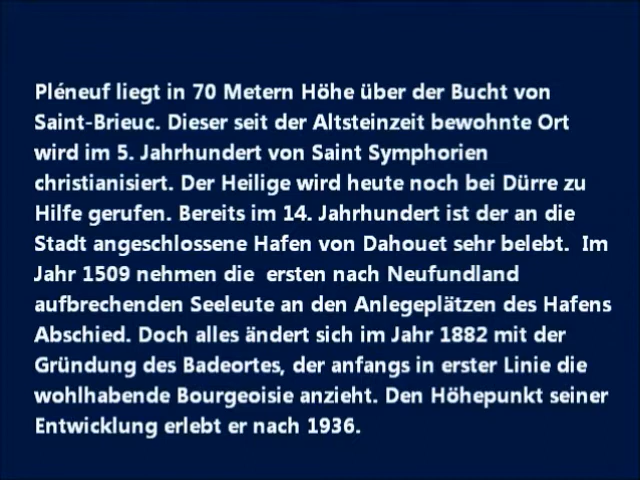 Pléneuf liegt in 70 Metern Höhe über der Bucht von
Saint-Brieuc. Dieser seit der Altsteinzeit bewohnte Ort
wird im 5. Jahrhundert von Saint Symphorien
christianisiert. Der Heilige wird heute noch bei Dürre zu
Hilfe gerufen. Bereits im 14. Jahrhundert ist der an die
Stadt angeschlossene Hafen von Dahouet sehr belebt.  Im
Jahr 1509 nehmen die  ersten nach Neufundland
aufbrechenden Seeleute an den Anlegeplätzen des Hafens
Abschied. Doch alles ändert sich im Jahr 1882 mit der
Gründung des Badeortes, der anfangs in erster Linie die
wohlhabende Bourgeoisie anzieht. Den Höhepunkt seiner
Entwicklung erlebt er nach 1936.